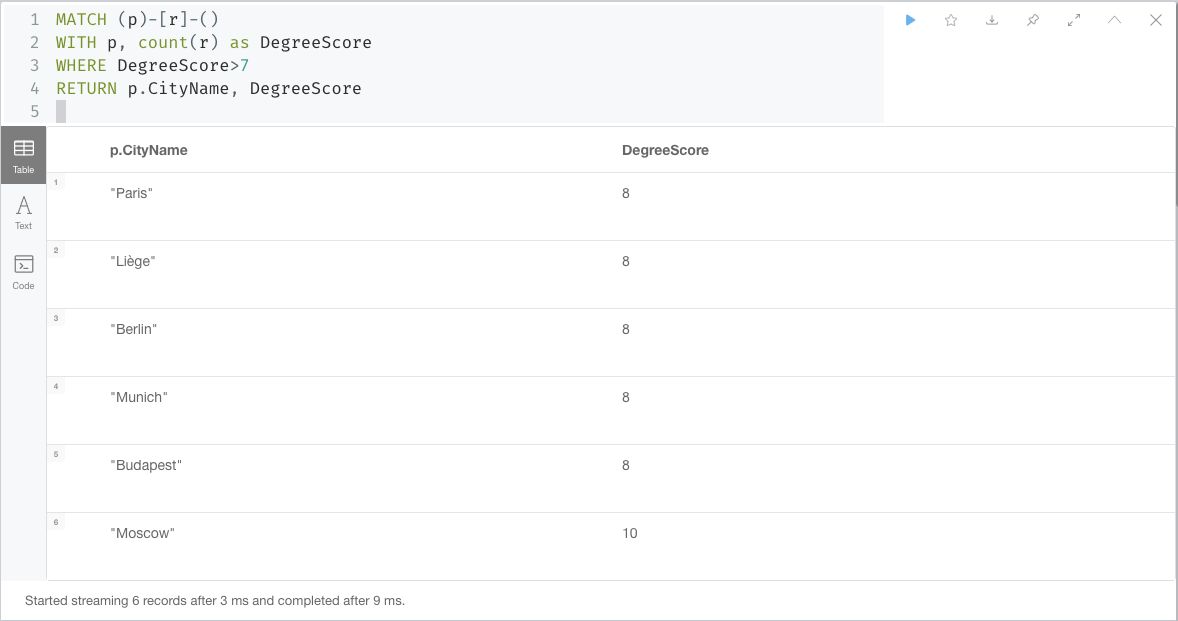 1 MATCH (p)-[r]-()
2 WITH p, count(r) as DegreeScore
3 WHERE DegreeScore>7
4 RETURN p.CityName, DegreeScore
5
Table
Text
Code
p.CityName DegreeScore
1 "Paris" 8
2 "Liège" 8
3 "Berlin" 8
4 "Munich" 8
5 "Budapest" 8
6 "Moscow" 10
Started streaming 6 records after 3 ms and completed after 9 ms.